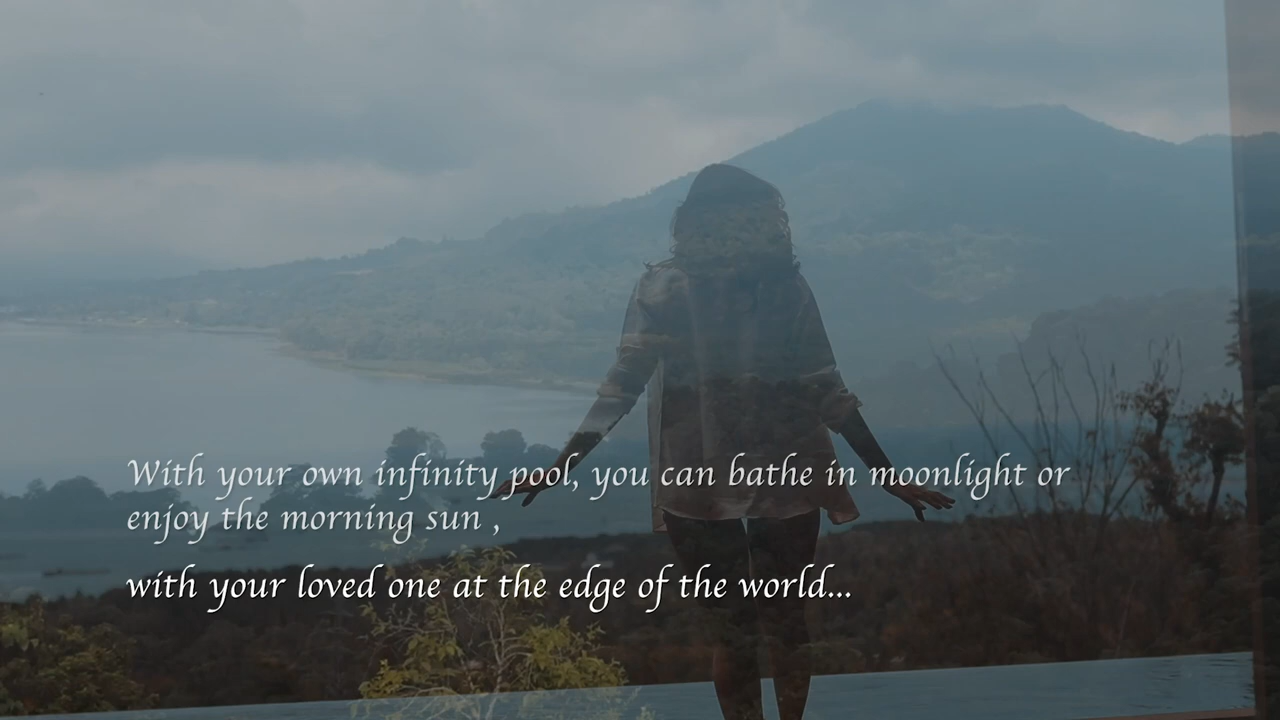 With your own infinity pool, you can bathe in moonlight or
enjoy the morning sun ,
with your loved one at the edge of the world...